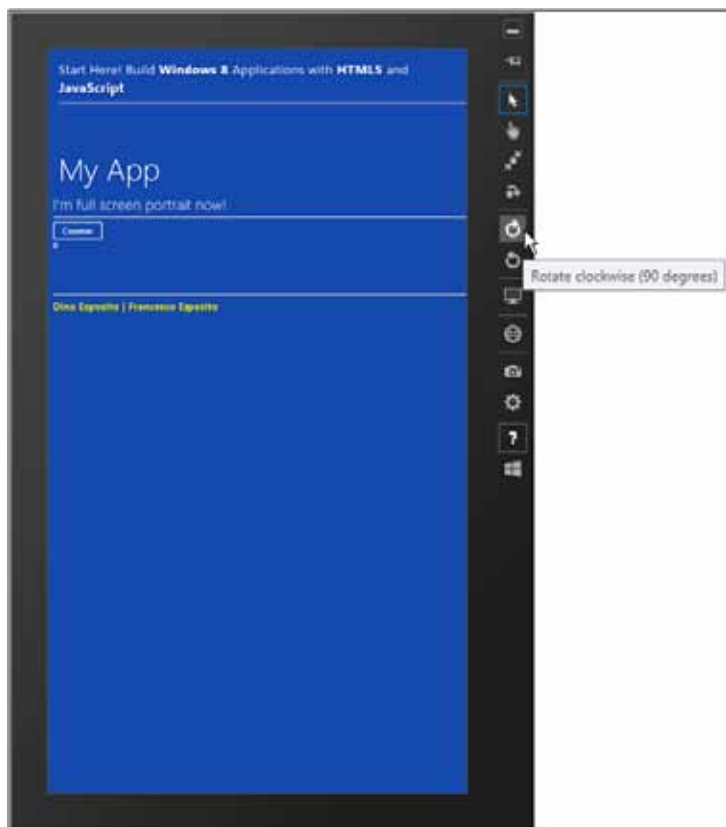 Start Here! Build Windows 8 Applications with HTML5 and
JavaScript
My App
I'm full screen portrait now!
Counter
0
Rotate clockwise (90 degrees)
Dino Esposito | Francesco Esposito
?